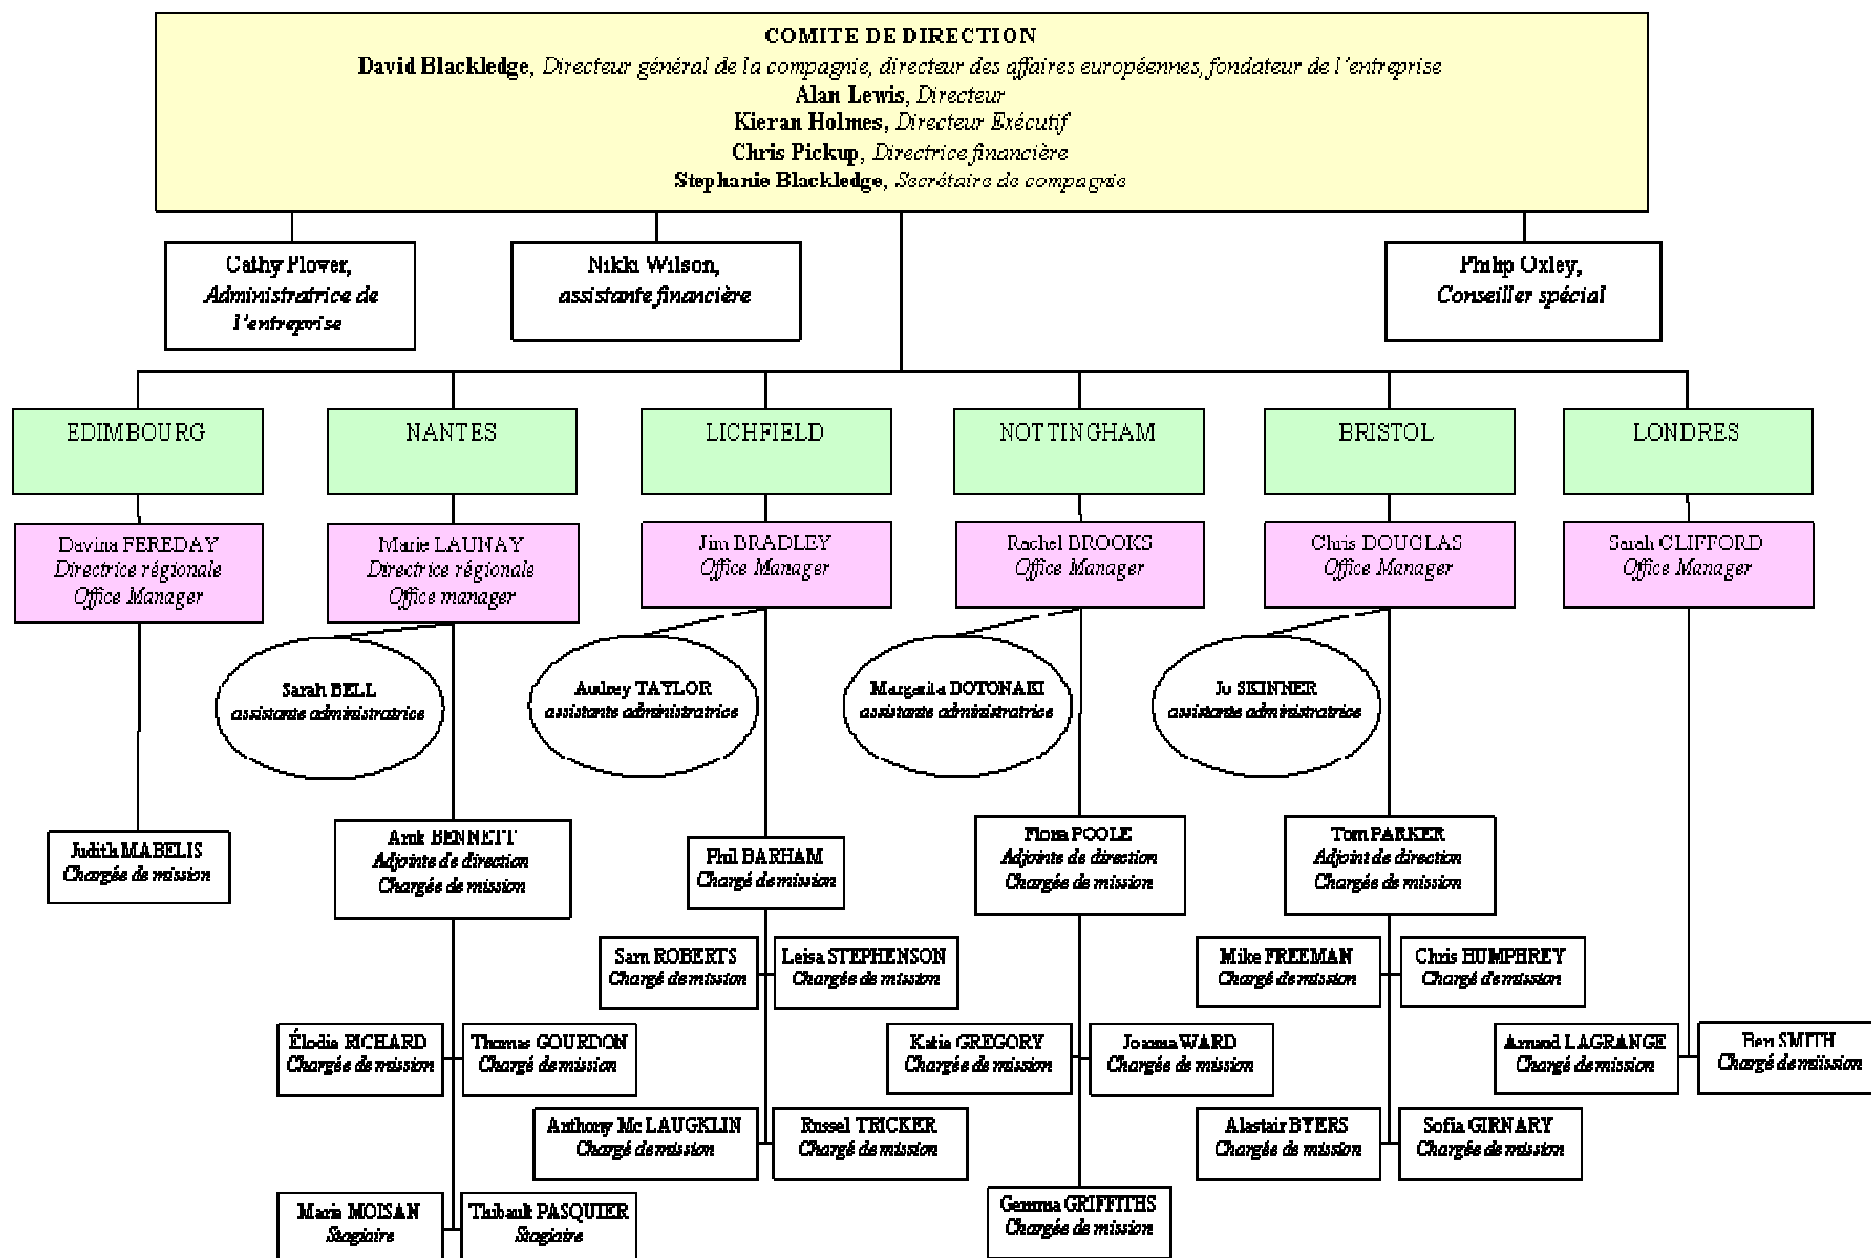 COMITE DE DIRECTION
David Blackledge, Directeur général de la compagnie, directeur des affaires européennes, fondateur de l'entreprise
Alan Lewis, Directeur
Kieran Holmes, Directeur Exécutif
Chris Pickup, Directrice financière
Stephanie Blackledge, Secrétaire de compagnie
Cathy Plower,
Administratrice de
l'entreprise
Nikki Wilson,
assistante financière
Philip Oxley,
Conseiller spécial
EDIMBOURG
NANTES
LICHFIELD
NOTTINGHAM
BRISTOL
LONDRES
Davina FEREDAY
Directrice régionale
Office Manager
Marie LAUNAY
Directrice régionale
Office manager
Jim BRADLEY
Office Manager
Rachel BROOKS
Office Manager
Chris DOUGLAS
Office Manager
Sarah CLIFFORD
Office Manager
Sarah BELL
assistante administratrice
Audrey TAYLOR
assistante administratrice
Margarita DOTONAKI
assistante administratrice
Jo SKINNER
assistante administratrice
Judith MABELIS
Chargée de mission
BENNETT
Adjointe de direction
Chargée de mission
Phil BARHAM
Chargé de mission
Fiona POOLE
Adjointe de direction
Chargée de mission
Tom PARKER
Adjoint de direction
Chargée de mission
Sam ROBERTS
Chargé de mission
Leisa STEPHENSON
Chargée de mission
Mike FREEMAN
Chargée de mission
Chris HUMPHREY
Chargé de mission
Élodie RICHARD
Chargée de mission
Thomas GOURDON
Chargé de mission
Katie GREGORY
Chargée de mission
Joanna WARD
Chargée de mission
Arnaud LAGRANGE
Chargé de mission
Ben SMITH
Chargé de miission
Anthony Mc LAUGKLIN
Chargé de mission
Russel TRICKER
Chargé de mission
Alastair BYERS
Chargée de mission
Sofia GIRNARY
Chargée de mission
Marie MOISAN
Stagiaire
Thibault PASQUIER
Stagiaire
Gemma GRIFFITHS
Chargée de mission